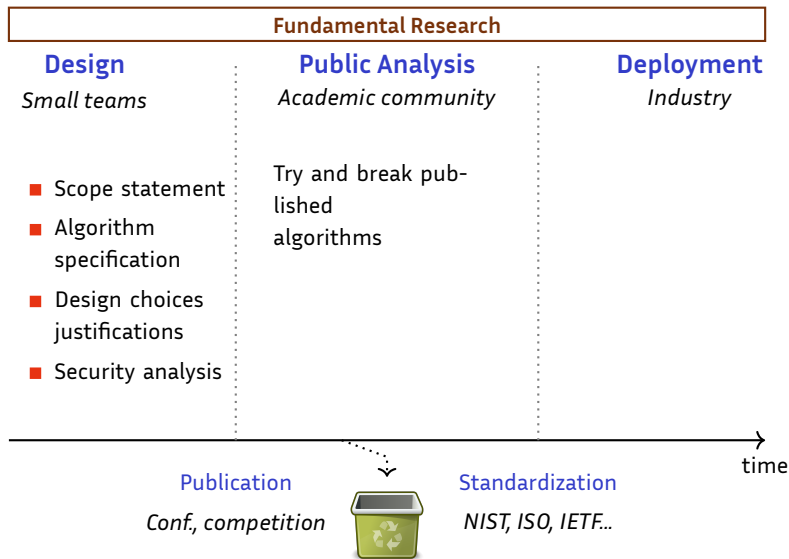 Fundamental Research
Design
Small teams
Scope statement
Algorithm
specification
Design choices
justifications
Security analysis
Public Analysis
Academic community
Try and break pub-
lished
algorithms
Deployment
Industry
time
Publication
Conf., competition
Standardization
NIST, ISO, IETF...